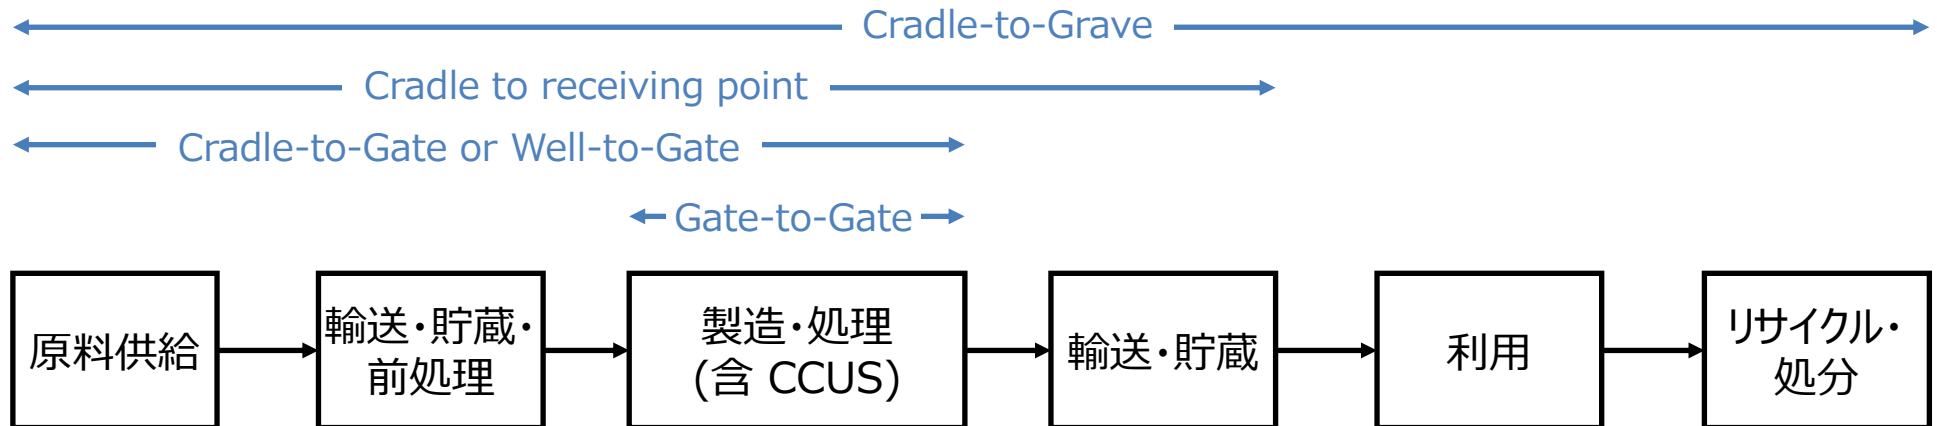 Cradle-to-Grave
Cradle to receiving point
Cradle-to-Gate or Well-to-Gate
Gate-to-Gate
原料供給
輸送・貯蔵・
前処理
製造・処理
(含 CCUS)
輸送・貯蔵
利用
リサイクル・
処分